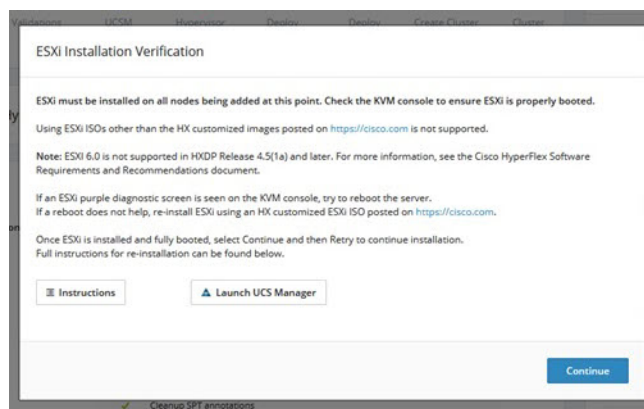 Validations UCSM Hypervisor Deploy Deploy Create Cluster Cluster
ESXi Installation Verification
ESXi must be installed on all nodes being added at this point. Check the KVM console to ensure ESXi is properly booted.
Using ESXi ISOs other than the HX customized images posted on https://cisco.com is not supported.
Note: ESXI 6.0 is not supported in HXDP Release 4.5(1a) and later. For more information, see the Cisco HyperFlex Software
Requirements and Recommendations document.
If an ESXi purple diagnostic screen is seen on the KVM console, try to reboot the server.
If a reboot does not help, re-install ESXi using an HX customized ESXi ISO posted on https://cisco.com.
Once ESXi is installed and fully booted, select Continue and then Retry to continue installation.
Full instructions for re-installation can be found below.
Instructions Launch UCS Manager
Continue
Cleanup SPT annotations